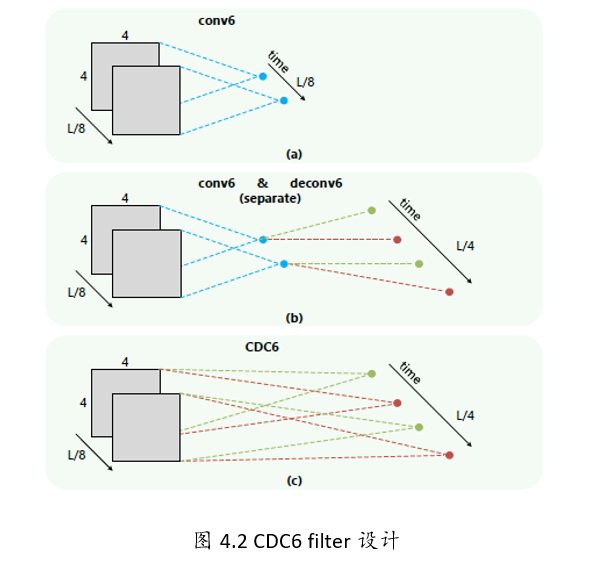 conv6
4
4
L/8
time
L/8
(a)
conv6 & deconv6
(separate)
4
4
L/8
time
L/4
(b)
CDC6
4
4
L/8
time
L/4
(c)
图 4.2 CDC6 filter 设计